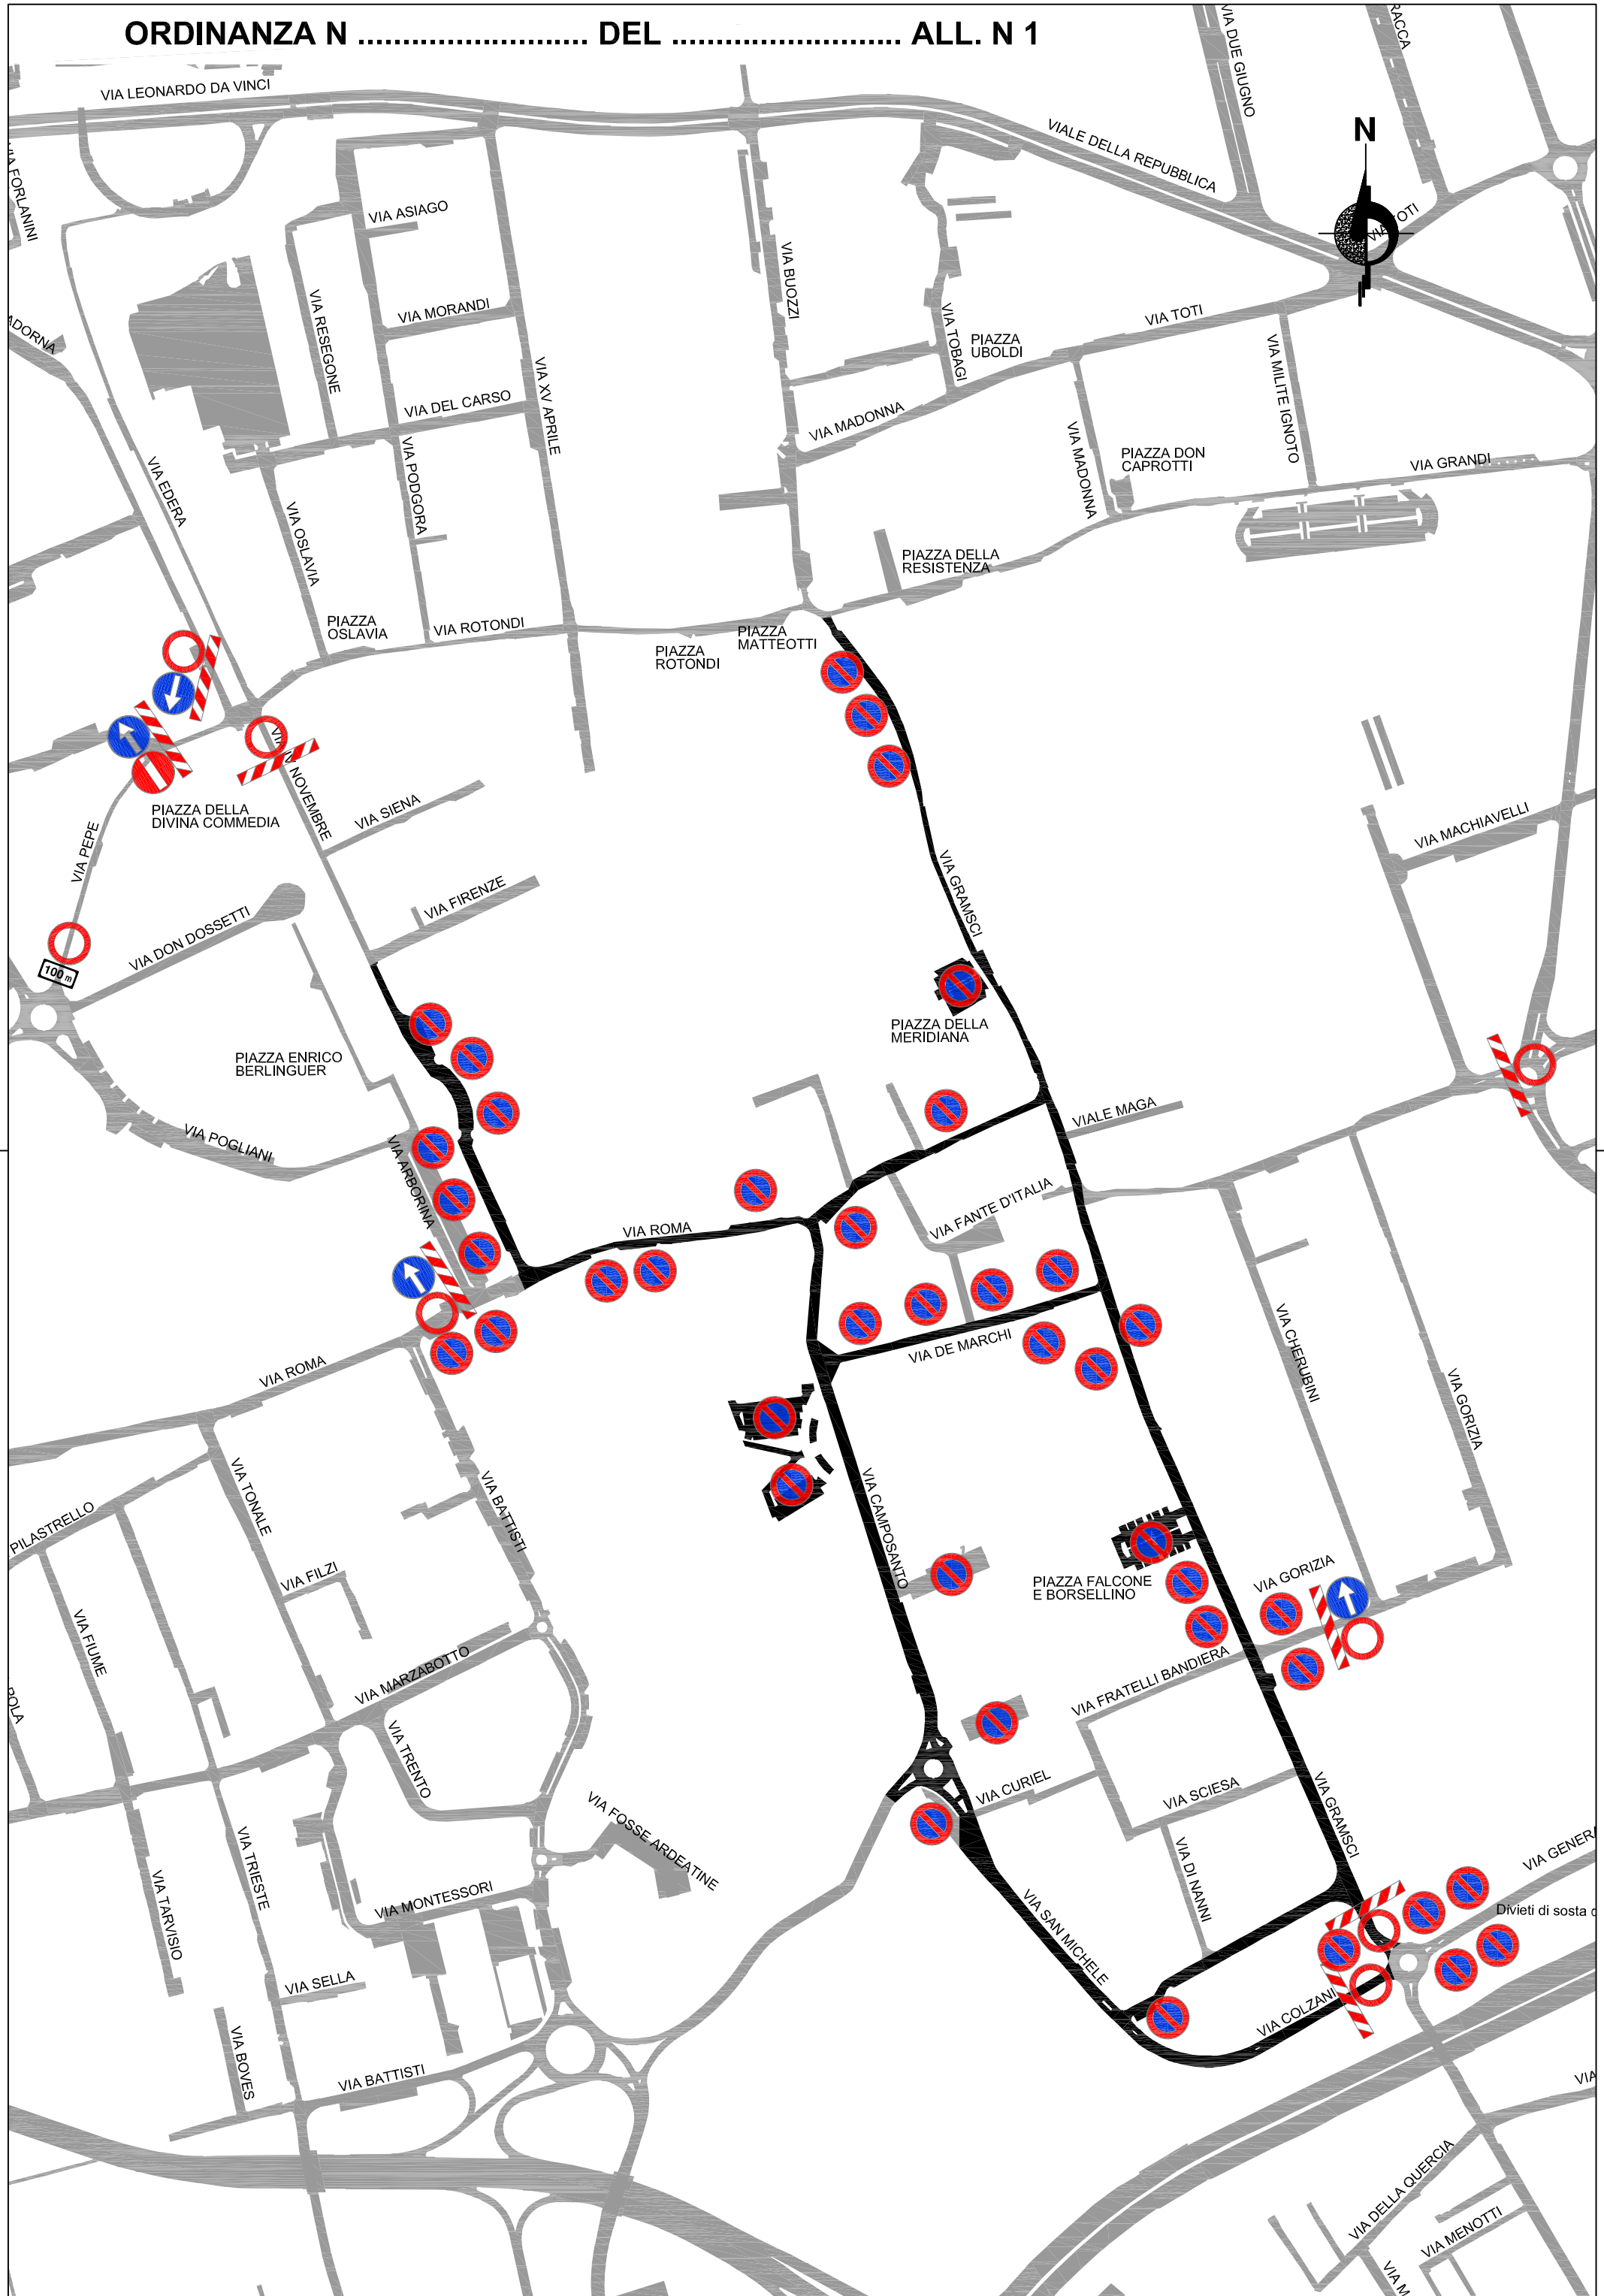 ORDINANZA N .......................... DEL .......................... ALL. N 1
VIA LEONARDO DA VINCI
VIA DUE GIUGNO
RACCA
VIALE DELLA REPUBBLICA
N
VIA FORLANINI
VIA ASIAGO
VIA TOTI
VIA BUOZZI
VIA RESEGONE
VIA MORANDI
VIA TOBAGI
VIA TOTI
ADORNA
PIAZZA
UBOLDI
VIA MILITE IGNOTO
VIA XV APRILE
VIA DEL CARSO
VIA MADONNA
VIA MADONNA
PIAZZA DON
CAPROTTI
VIA GRANDI
VIA PODGORA
VIA EDERA
VIA OSLAVIA
PIAZZA DELLA
RESISTENZA
PIAZZA
OSLAVIA
VIA ROTONDI
PIAZZA
MATTEOTTI
PIAZZA
ROTONDI
VIA IV NOVEMBRE
PIAZZA DELLA
DIVINA COMMEDIA
VIA SIENA
VIA MACHIAVELLI
VIA PEPE
VIA GRAMSCI
VIA FIRENZE
VIA DON DOSSETTI
100 m
PIAZZA DELLA
MERIDIANA
PIAZZA ENRICO
BERLINGUER
VIALE MAGA
VIA POGLIANI
VIA ARBORINA
VIA FANTE D'ITALIA
VIA ROMA
VIA CHERUBINI
VIA DE MARCHI
VIA ROMA
VIA GORIZIA
VIA TONALE
VIA BATTISTI
VIA CAMPOSANTO
PILASTRELLO
VIA FILZI
PIAZZA FALCONE
E BORSELLINO
VIA GORIZIA
VIA FIUME
VIA MARZABOTTO
VIA FRATELLI BANDIERA
POLA
VIA TRENTO
VIA CURIEL
VIA SCIESA
VIA GRAMSCI
VIA FOSSE ARDEATINE
VIA TRIESTE
VIA DI NANNI
VIA GENERA
VIA TARVISIO
VIA MONTESSORI
VIA SAN MICHELE
Divieti di sosta
VIA SELLA
VIA COLZANI
VIA BOVES
VIA BATTISTI
VIA
VIA DELLA QUERCIA
VIA MENOTTI
VIA M